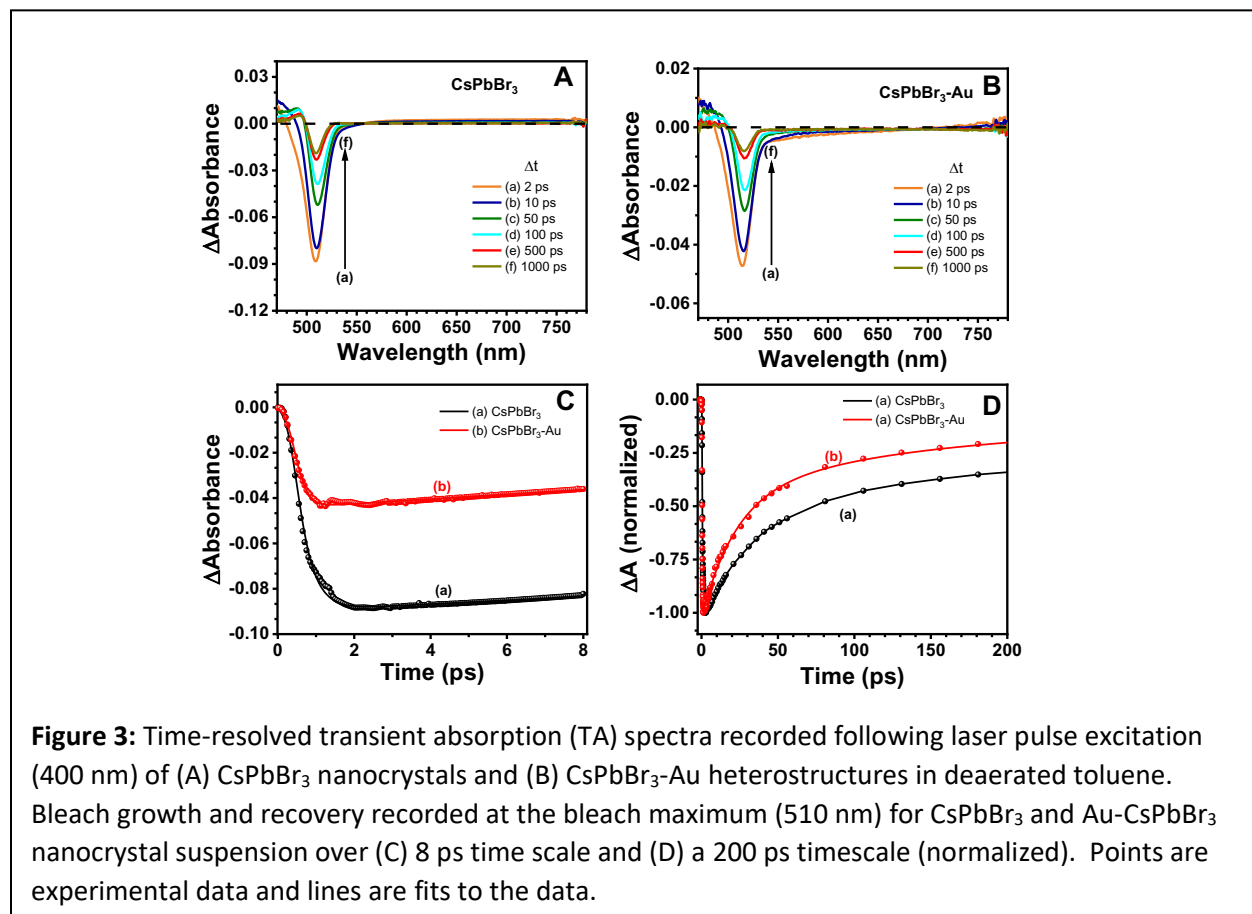 A
CsPbBr₃
0.03
0.00
-0.03
-0.06
-0.09
-0.12
ΔAbsorbance
(f)
(a)
Δt
(a) 2 ps
(b) 10 ps
(c) 50 ps
(d) 100 ps
(e) 500 ps
(f) 1000 ps
500 550 600 650 700 750
Wavelength (nm)
B
CsPbBr₃-Au
0.02
0.00
-0.02
-0.04
-0.06
ΔAbsorbance
(f)
(a)
Δt
(a) 2 ps
(b) 10 ps
(c) 50 ps
(d) 100 ps
(e) 500 ps
(f) 1000 ps
500 550 600 650 700 750
Wavelength (nm)
C
(a) CsPbBr₃
(b) CsPbBr₃-Au
0.00
-0.02
-0.04
-0.06
-0.08
-0.10
ΔAbsorbance
(b)
(a)
0 2 4 6 8
Time (ps)
D
(a) CsPbBr₃
(a) CsPbBr₃-Au
0.00
-0.25
-0.50
-0.75
-1.00
ΔA (normalized)
(b)
(a)
0 50 100 150 200
Time (ps)
Figure 3: Time-resolved transient absorption (TA) spectra recorded following laser pulse excitation
(400 nm) of (A) CsPbBr₃ nanocrystals and (B) CsPbBr₃-Au heterostructures in deaerated toluene.
Bleach growth and recovery recorded at the bleach maximum (510 nm) for CsPbBr₃ and Au-CsPbBr₃
nanocrystal suspension over (C) 8 ps time scale and (D) a 200 ps timescale (normalized).  Points are
experimental data and lines are fits to the data.